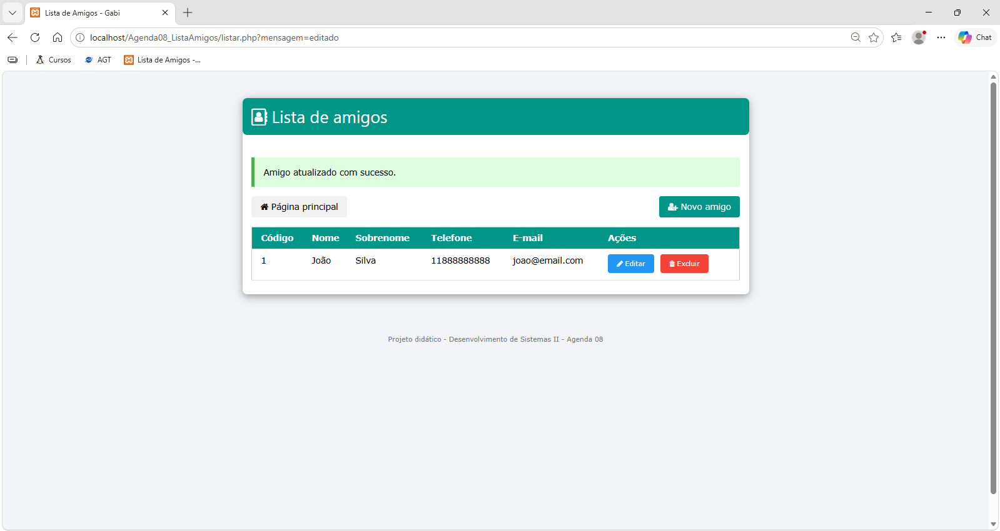 Lista de Amigos - Gabi
localhost/Agenda08_ListaAmigos/listar.php?mensagem=editado
Chat
Cursos AGT Lista de Amigos -...
Lista de amigos
Amigo atualizado com sucesso.
Página principal Novo amigo
Código Nome Sobrenome Telefone E-mail Ações
1 João Silva 11888888888 joao@email.com Editar Excluir
Projeto didático - Desenvolvimento de Sistemas II - Agenda 08